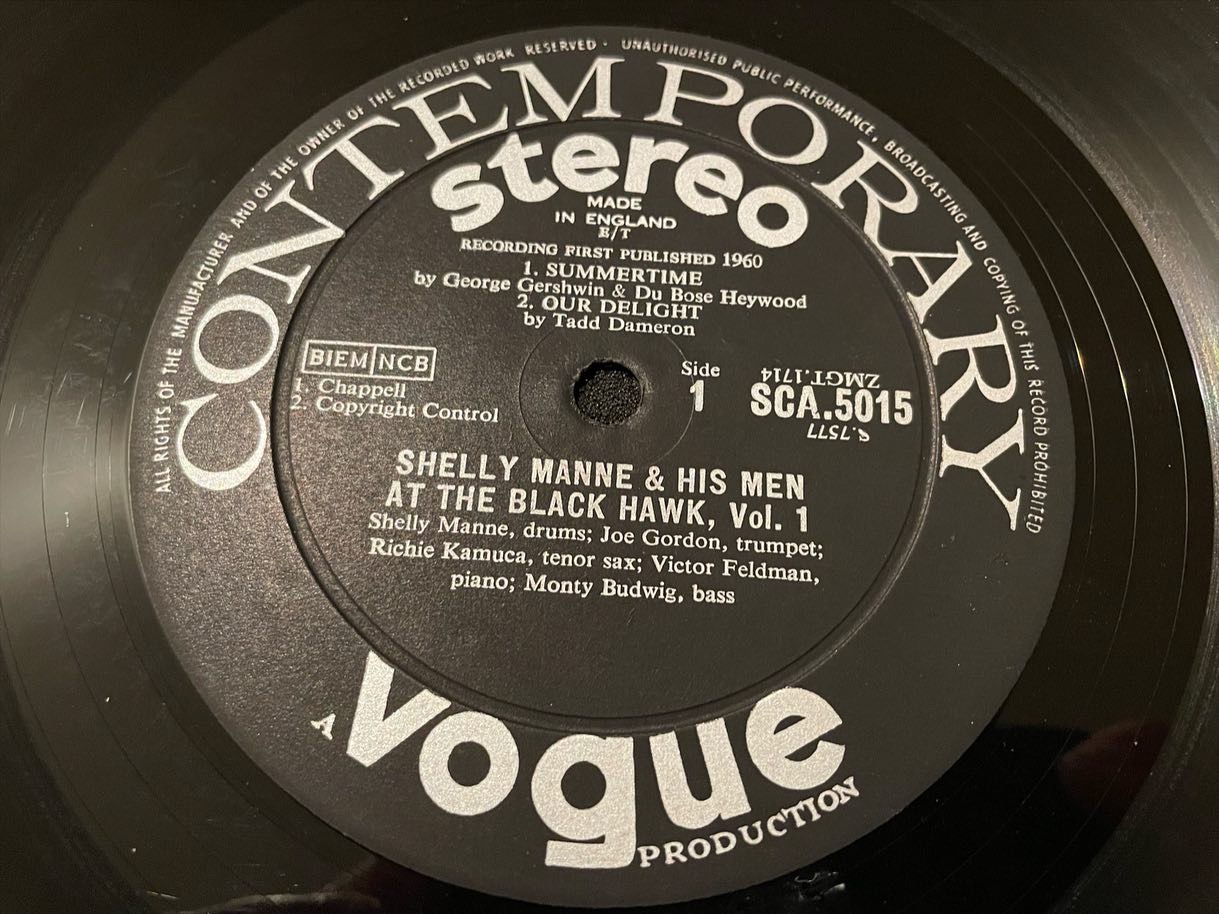 ALL RIGHTS OF THE MANUFACTURER AND OF THE OWNER OF THE RECORDED WORK RESERVED · UNAUTHORISED PUBLIC PERFORMANCE, BROADCASTING AND COPYING OF THIS RECORD PROHIBITED
CONTEMPORARY
stereo
MADE
IN ENGLAND
E/T
RECORDING FIRST PUBLISHED 1960
1. SUMMERTIME
by George Gershwin & Du Bose Heywood
2. OUR DELIGHT
by Tadd Dameron
BIEM NCB
1. Chappell
2. Copyright Control
Side
1
ZMGT.1714
SCA.5015
SHELLY MANNE & HIS MEN
AT THE BLACK HAWK, Vol. 1
Shelly Manne, drums; Joe Gordon, trumpet;
Richie Kamuca, tenor sax; Victor Feldman,
piano; Monty Budwig, bass
A vogue
PRODUCTION